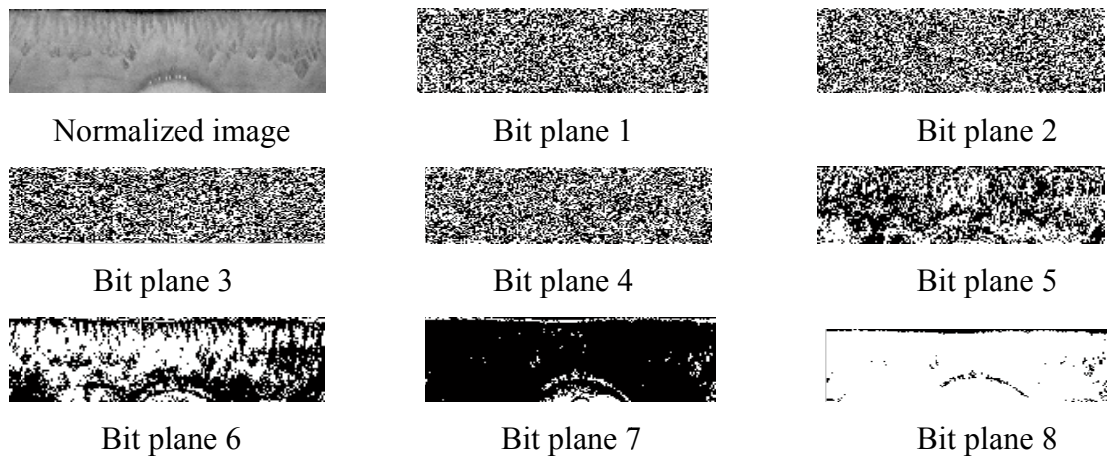 Normalized image
Bit plane 1
Bit plane 2
Bit plane 3
Bit plane 4
Bit plane 5
Bit plane 6
Bit plane 7
Bit plane 8